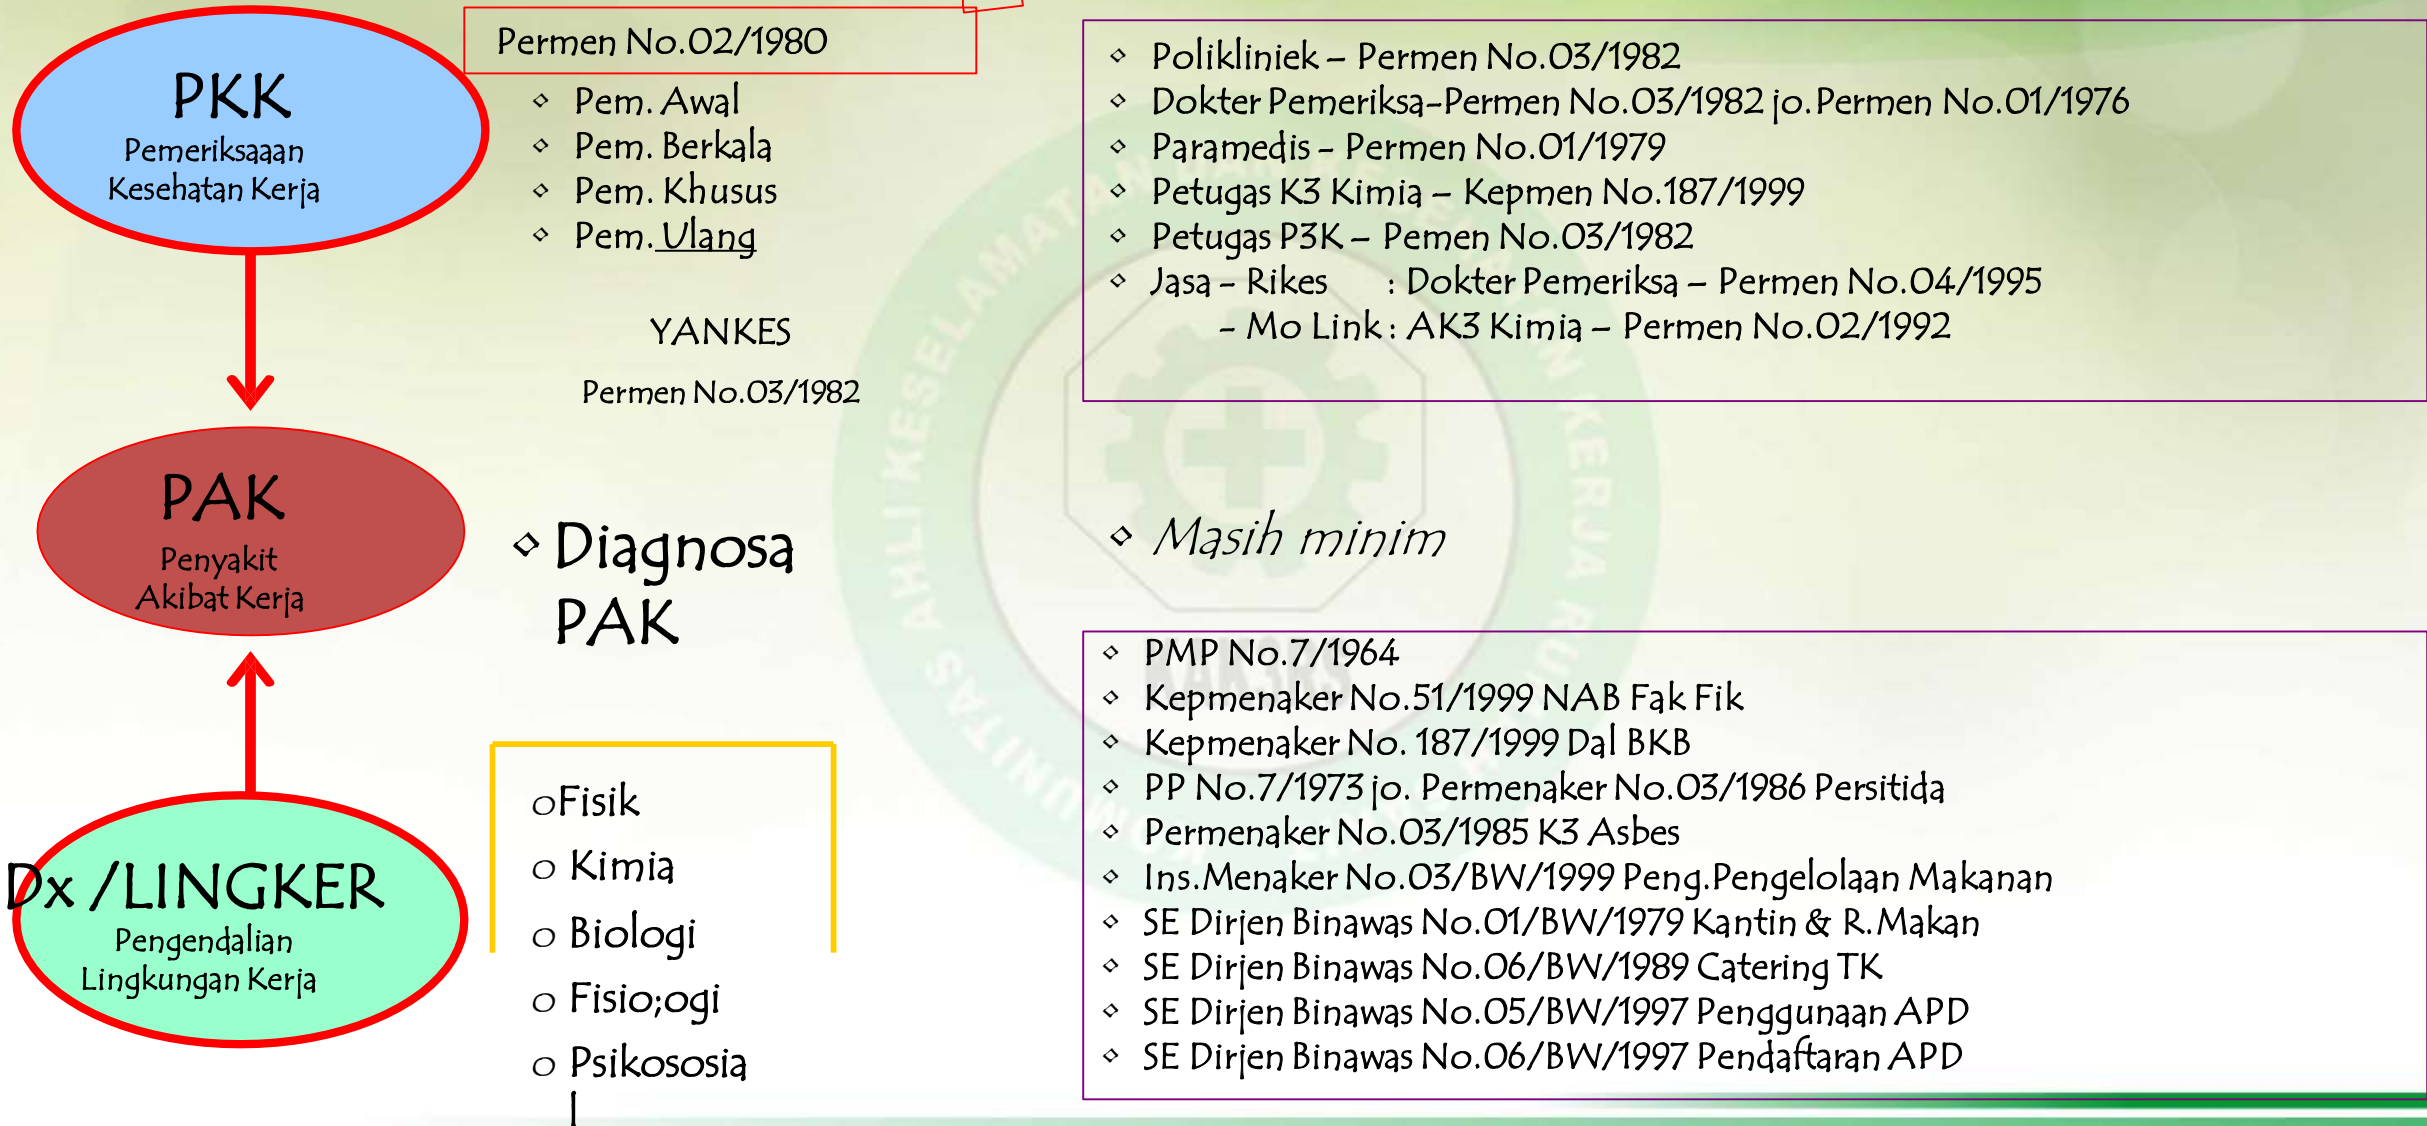 PKK
Pemeriksaaan
Kesehatan Kerja
Permen No.02/1980
❖ Pem. Awal
❖ Pem. Berkala
❖ Pem. Khusus
❖ Pem. Ulang
YANKES
Permen No.03/1982
❖ Polikliniek – Permen No.03/1982
❖ Dokter Pemeriksa-Permen No.03/1982 jo.Permen No.01/1976
❖ Paramedis - Permen No.01/1979
❖ Petugas K3 Kimia – Kepmen No.187/1999
❖ Petugas P3K – Pemen No.03/1982
❖ Jasa - Rikes : Dokter Pemeriksa – Permen No.04/1995
- Mo Link : AK3 Kimia – Permen No.02/1992
PAK
Penyakit
Akibat Kerja
❖ Diagnosa
PAK
❖ Masih minim
Dx /LINGKER
Pengendalian
Lingkungan Kerja
oFisik
o Kimia
o Biologi
o Fisio;ogi
o Psikososia
l
❖ PMP No.7/1964
❖ Kepmenaker No.51/1999 NAB Fak Fik
❖ Kepmenaker No. 187/1999 Dal BKB
❖ PP No.7/1973 jo. Permenaker No.03/1986 Persitida
❖ Permenaker No.03/1985 K3 Asbes
❖ Ins.Menaker No.03/BW/1999 Peng.Pengelolaan Makanan
❖ SE Dirjen Binawas No.01/BW/1979 Kantin & R.Makan
❖ SE Dirjen Binawas No.06/BW/1989 Catering TK
❖ SE Dirjen Binawas No.05/BW/1997 Penggunaan APD
❖ SE Dirjen Binawas No.06/BW/1997 Pendaftaran APD